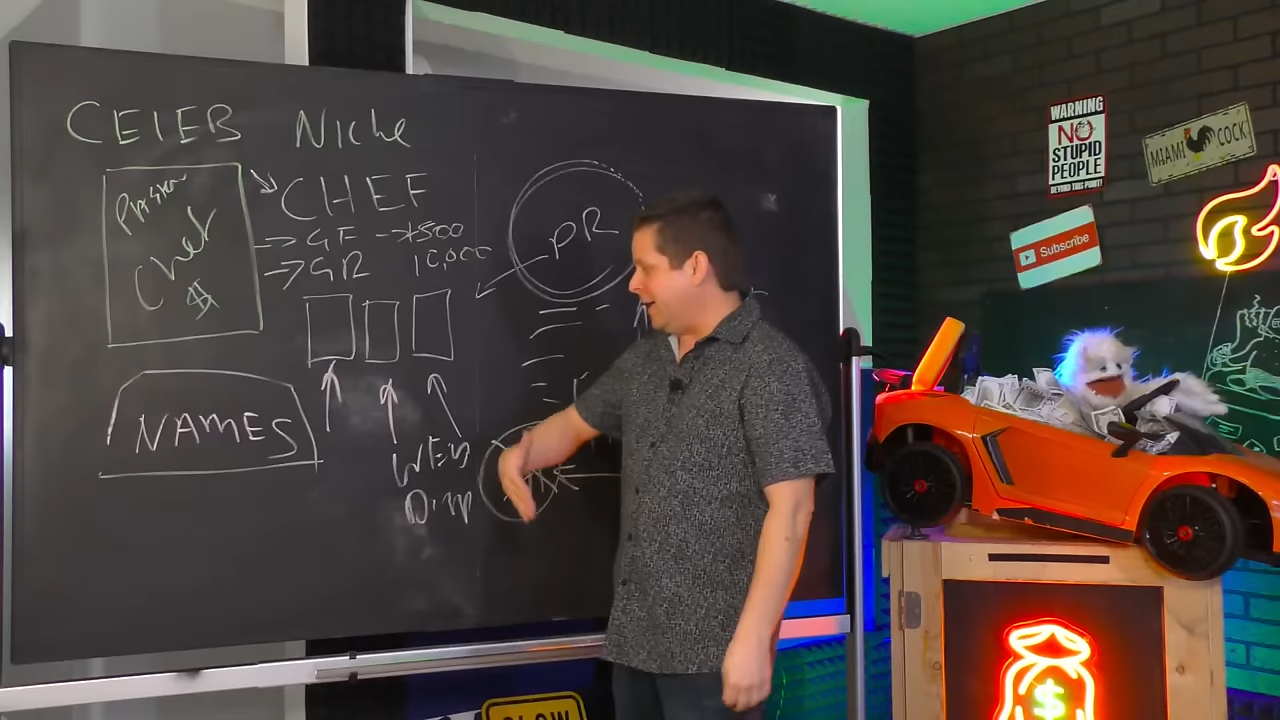 CELEB Niche
CHEF
Chef
$
→ GF → 500
→ GR 10,000
PR
NAMES
WEB
WARNING
NO
STUPID
PEOPLE
BEYOND THIS POINT!
MIAMI COCK
Subscribe
$
SLOW